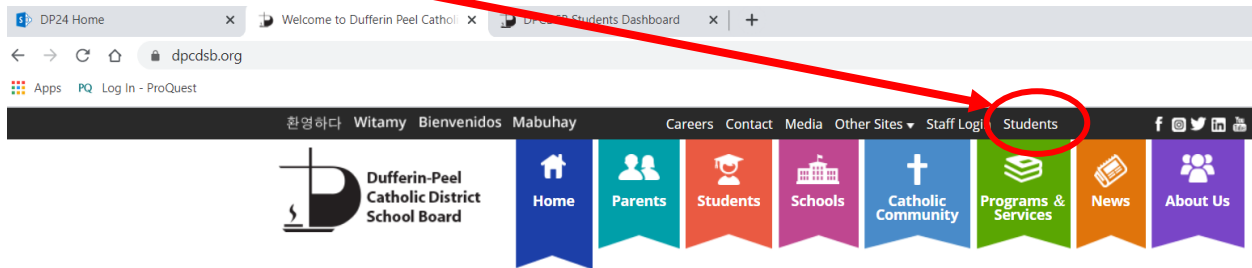 DP24 Home
Welcome to Dufferin Peel Catholi
Students Dashboard
dpcdsb.org
Apps PQ Log In - ProQuest
환영하다 Witamy Bienvenidos Mabuhay Careers Contact Media Other Sites Staff Login Students
Dufferin-Peel
Catholic District
School Board
Home
Parents
Students
Schools
Catholic
Community
Programs &
Services
News
About Us